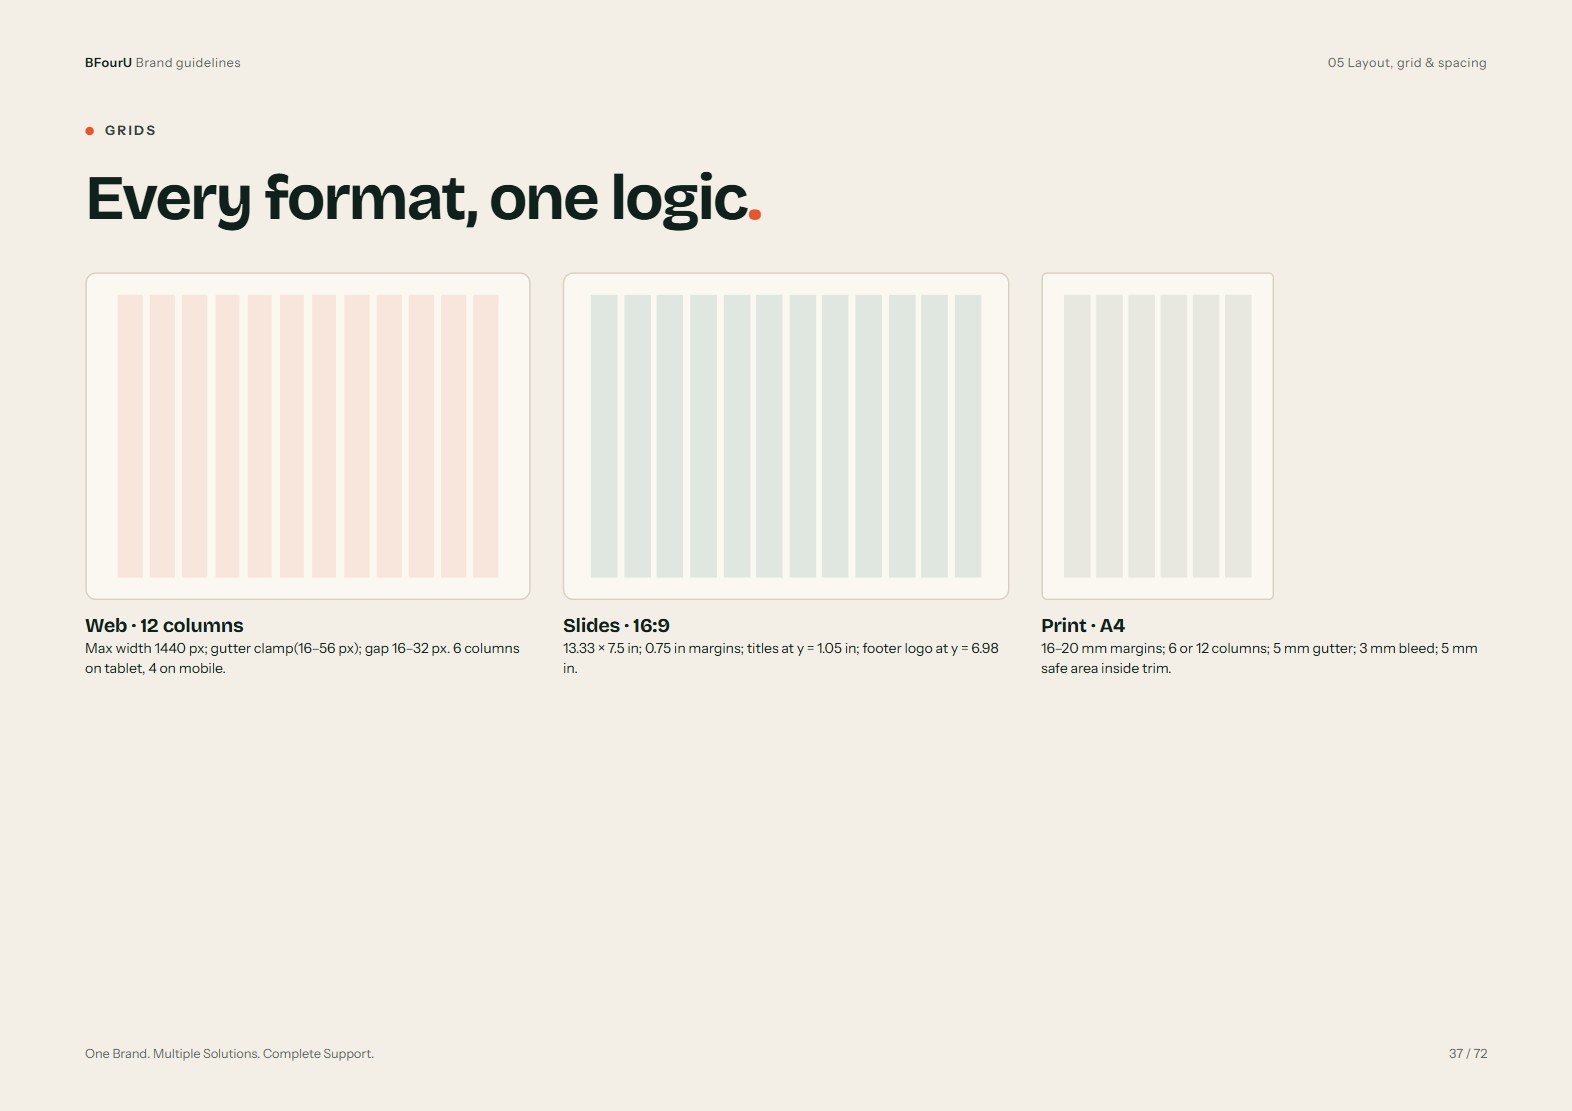 BFourU Brand guidelines
05 Layout, grid & spacing
GRIDS
Every format, one logic.
Web · 12 columns
Max width 1440 px; gutter clamp(16–56 px); gap 16–32 px. 6 columns
on tablet, 4 on mobile.
Slides · 16:9
13.33 × 7.5 in; 0.75 in margins; titles at y = 1.05 in; footer logo at y = 6.98
in.
Print · A4
16–20 mm margins; 6 or 12 columns; 5 mm gutter; 3 mm bleed; 5 mm
safe area inside trim.
One Brand. Multiple Solutions. Complete Support.
37 / 72